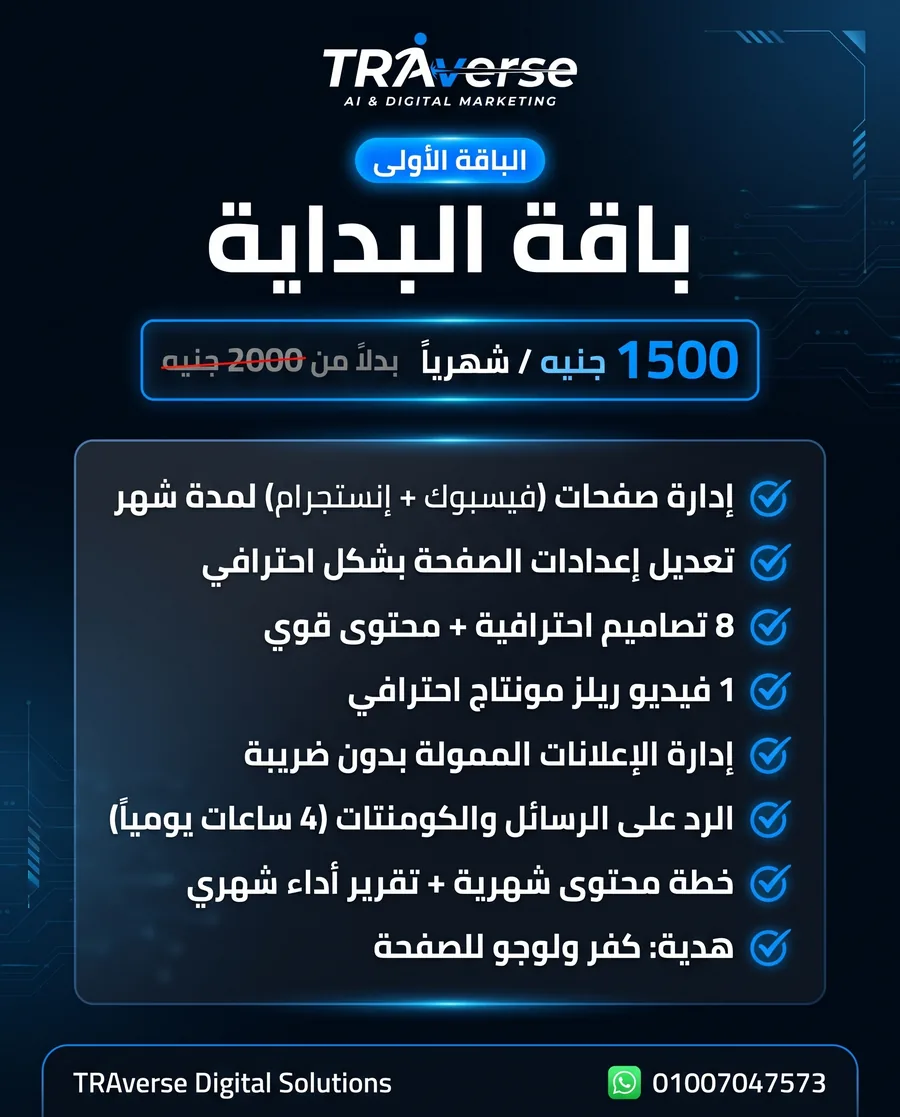 TRAverse
AI & DIGITAL MARKETING
الباقة الأولى
باقة البداية
1500 جنيه / شهرياً بدلاً من 2000 جنيه
إدارة صفحات (فيسبوك + إنستجرام) لمدة شهر
تعديل إعدادات الصفحة بشكل احترافي
8 تصاميم احترافية + محتوى قوي
1 فيديو ريلز مونتاج احترافي
إدارة الإعلانات الممولة بدون ضريبة
الرد على الرسائل والكومنتات (4 ساعات يومياً)
خطة محتوى شهرية + تقرير أداء شهري
هدية: كفر ولوجو للصفحة
TRAverse Digital Solutions 01007047573